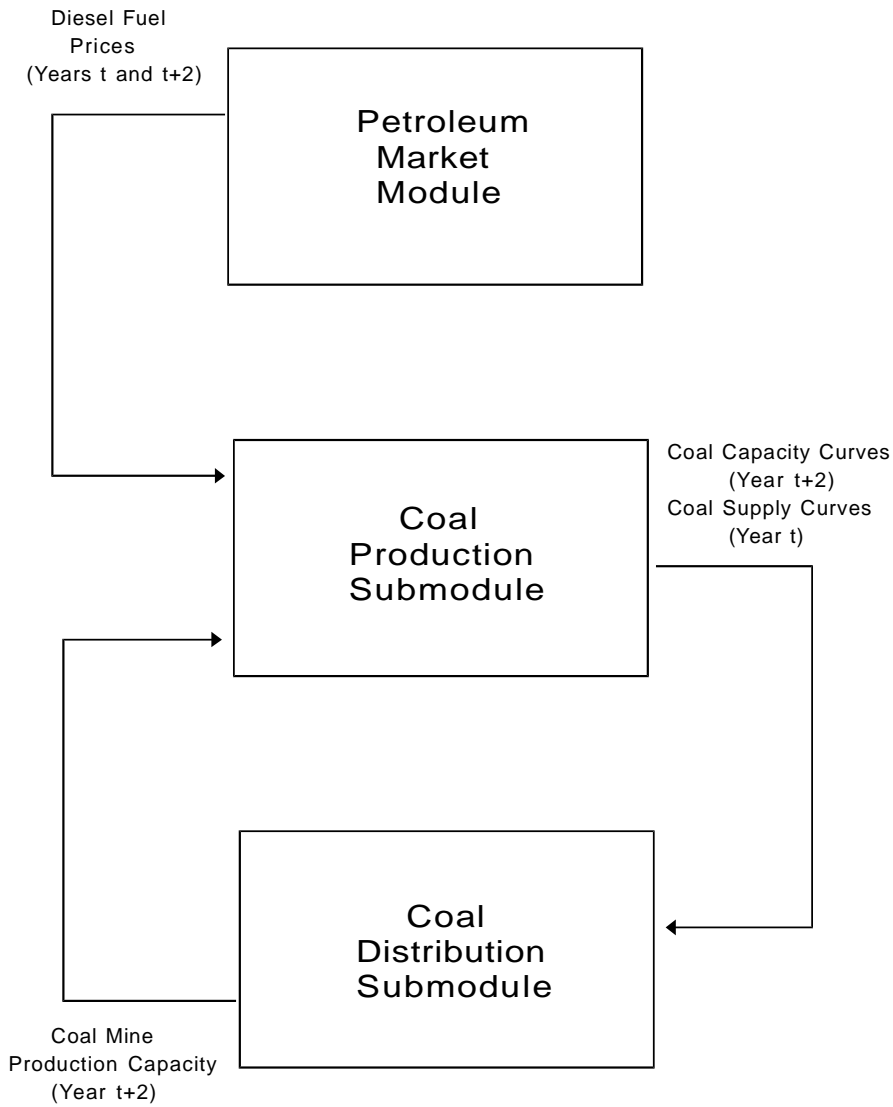 Diesel Fuel
Prices
(Years t and t+2)
Petroleum
Market
Module
Coal Capacity Curves
(Year t+2)
Coal Supply Curves
(Year t)
Coal
Production
Submodule
Coal
Distribution
Submodule
Coal Mine
Production Capacity
(Year t+2)